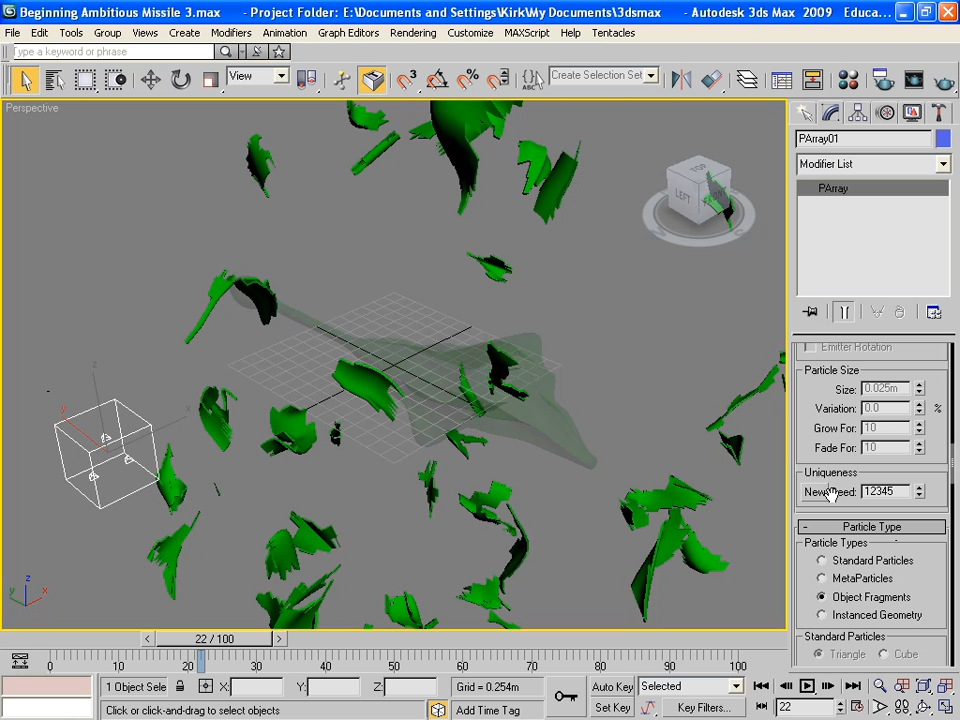 Beginning Ambitious Missile 3.max - Project Folder: E:\Documents and Settings\Kirk\My Documents\3dsmax - Autodesk 3ds Max 2009 Educa...
File Edit Tools Group Views Create Modifiers Animation Graph Editors Rendering Customize MAXScript Help Tentacles
Type a keyword or phrase
View
Create Selection Set
Perspective
TOP
LEFT
FRONT
PArray01
Modifier List
PArray
Emitter Rotation
Particle Size
Size: 0.025m
Variation: 0.0 %
Grow For: 10
Fade For: 10
Uniqueness
New Seed: 12345
- Particle Type
Particle Types
Standard Particles
MetaParticles
Object Fragments
Instanced Geometry
Standard Particles
Triangle Cube
z
x
y
z
x
y
< 22 / 100 >
0 10 20 30 40 50 60 70 80 90 100
1 Object Sele X: Y: Z: Grid = 0.254m Auto Key Selected
Click or click-and-drag to select objects Add Time Tag Set Key Key Filters... 22